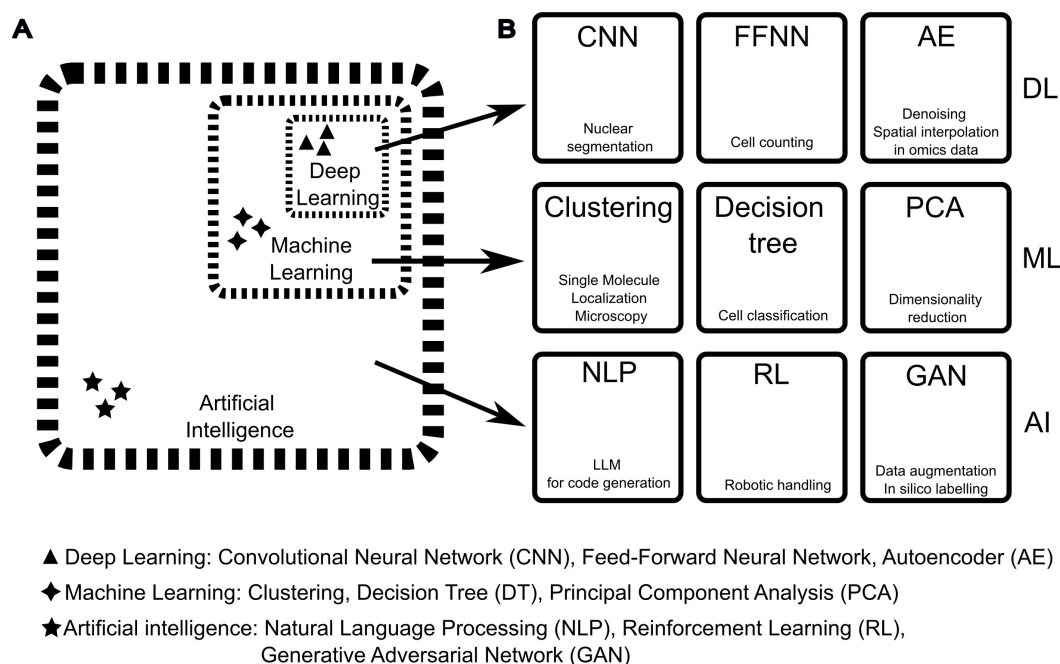 A
Deep
Learning
Machine
Learning
Artificial
Intelligence
B
CNN
Nuclear
segmentation
FFNN
Cell counting
AE
Denoising
Spatial interpolation
in omics data
DL
Clustering
Single Molecule
Localization
Microscopy
Decision
tree
Cell classification
PCA
Dimensionality
reduction
ML
NLP
LLM
for code generation
RL
Robotic handling
GAN
Data augmentation
In silico labelling
AI
Deep Learning: Convolutional Neural Network (CNN), Feed-Forward Neural Network, Autoencoder (AE)
Machine Learning: Clustering, Decision Tree (DT), Principal Component Analysis (PCA)
Artificial intelligence: Natural Language Processing (NLP), Reinforcement Learning (RL),
Generative Adversarial Network (GAN)